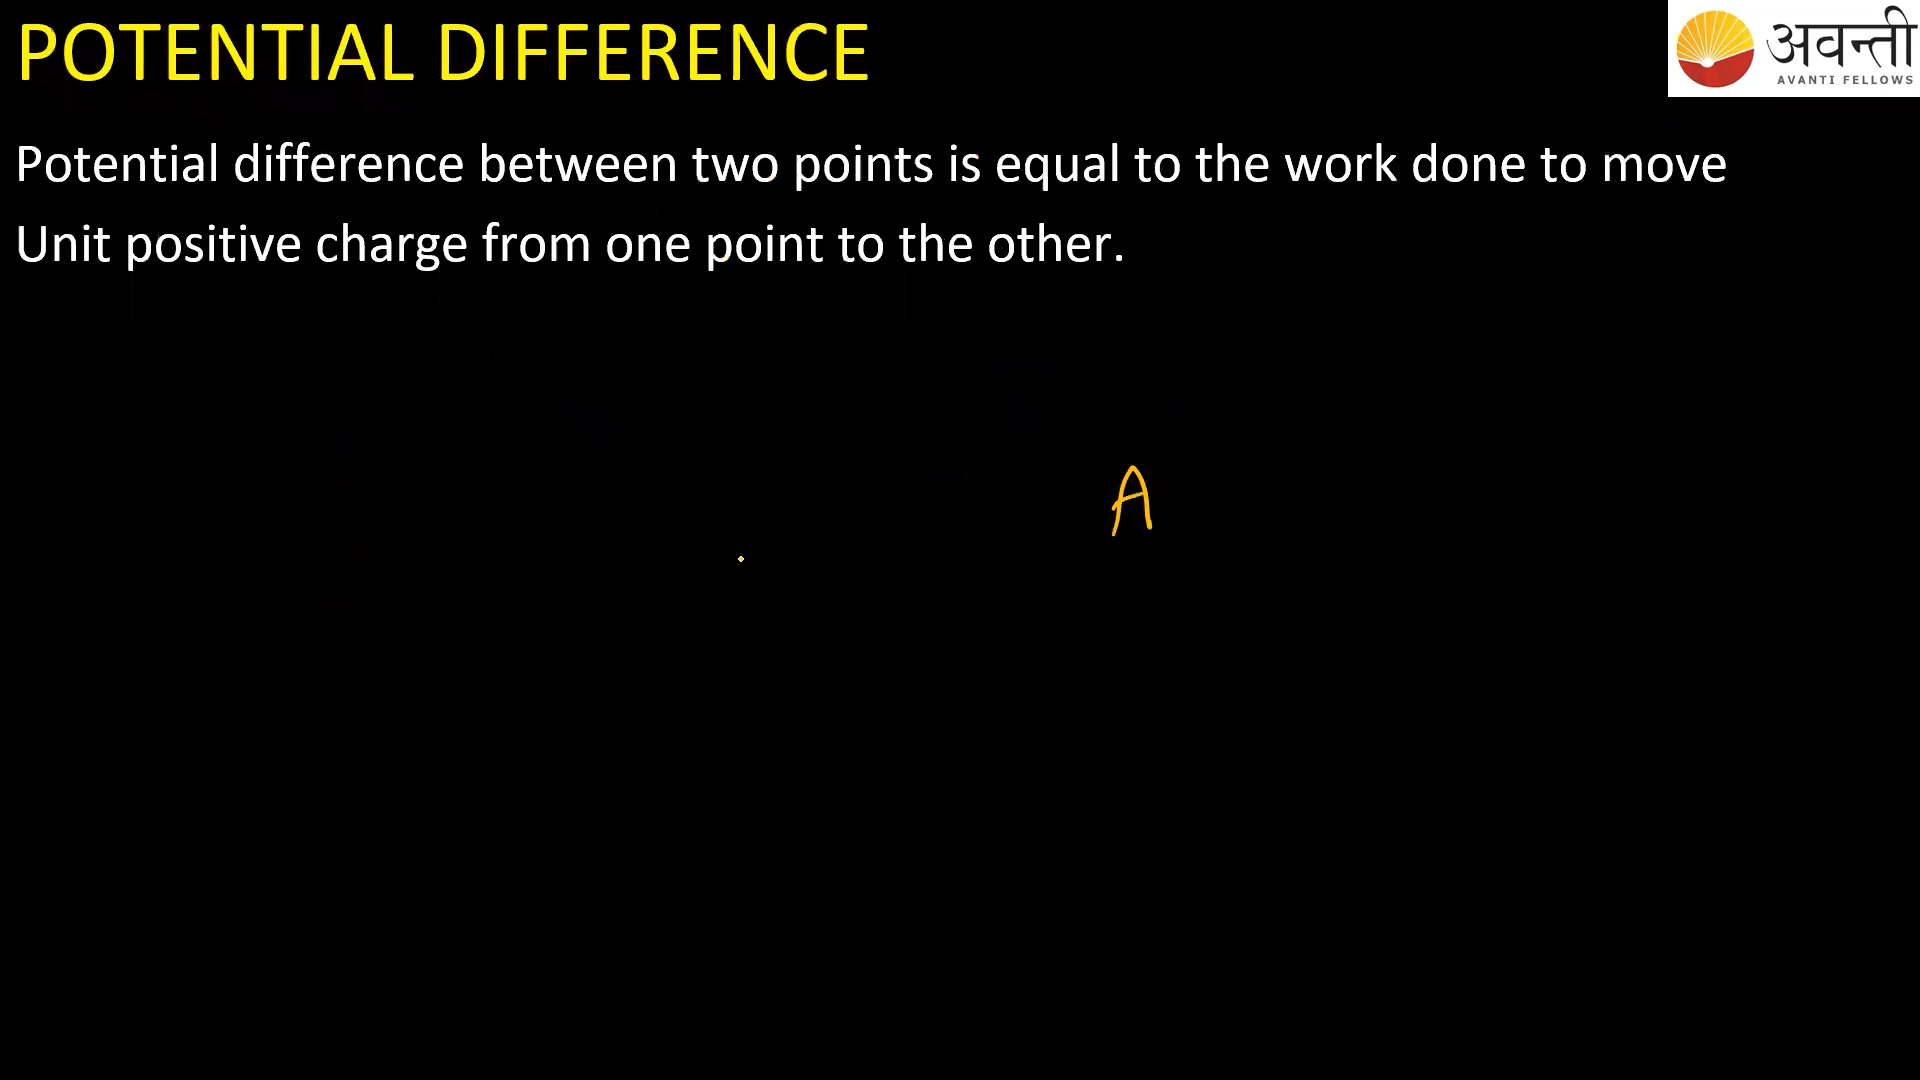 POTENTIAL DIFFERENCE
अवन्ती
AVANTI FELLOWS
Potential difference between two points is equal to the work done to move
Unit positive charge from one point to the other.
A